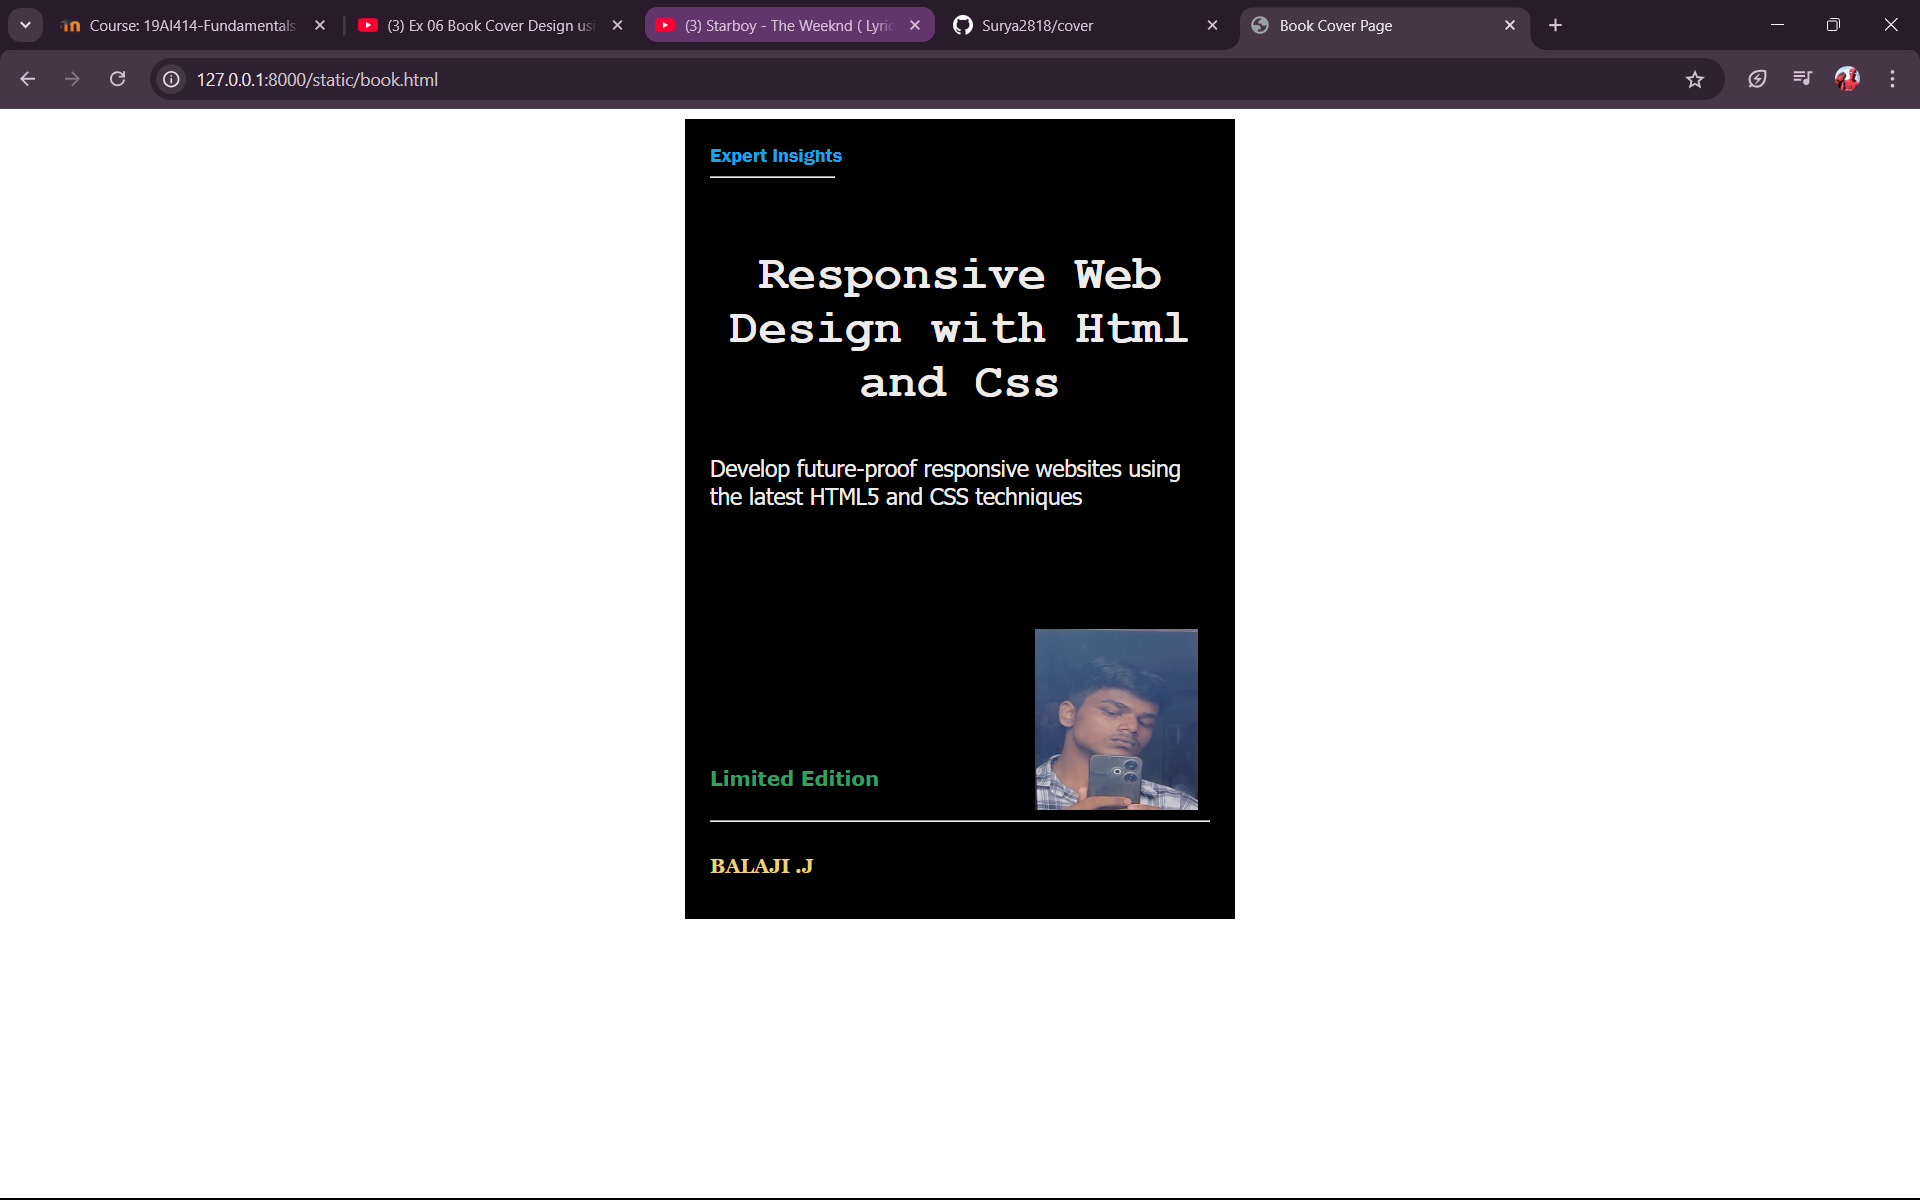 Course: 19AI414-Fundamentals
(3) Ex 06 Book Cover Design usi
(3) Starboy - The Weeknd ( Lyric
Surya2818/cover
Book Cover Page
127.0.0.1:8000/static/book.html
Expert Insights
Responsive Web
Design with Html
and Css
Develop future-proof responsive websites using
the latest HTML5 and CSS techniques
Limited Edition
BALAJI .J